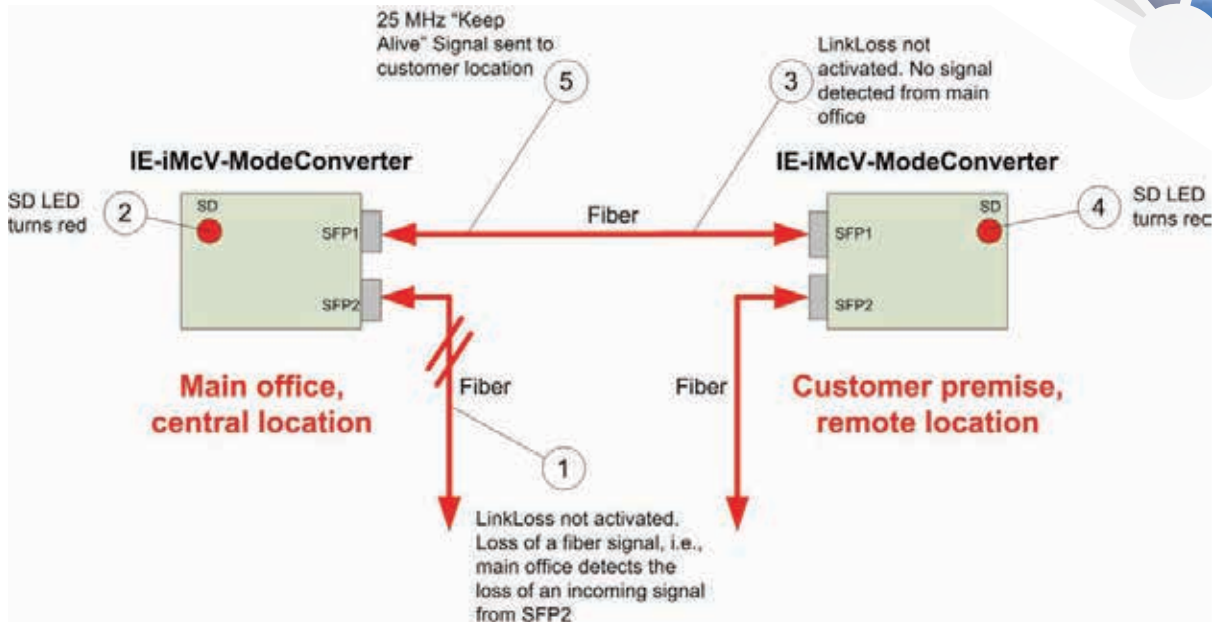 25 MHz “Keep
Alive” Signal sent to
customer location
5
3
LinkLoss not
activated. No signal
detected from main
office
IE-iMcV-ModeConverter
IE-iMcV-ModeConverter
SD LED
turns red
2
SD
SFP1
SFP2
Fiber
SD
SFP1
SFP2
4
SD LED
turns rec
Main office,
central location
Fiber
Fiber
Customer premise,
remote location
1
LinkLoss not activated.
Loss of a fiber signal, i.e.,
main office detects the
loss of an incoming signal
from SFP2